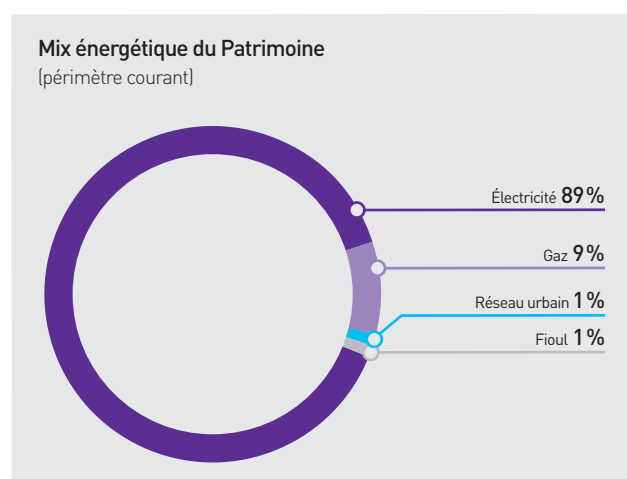 Mix énergétique du Patrimoine
(périmètre courant)
Électricité 89 %
Gaz 9 %
Réseau urbain 1 %
Fioul 1 %